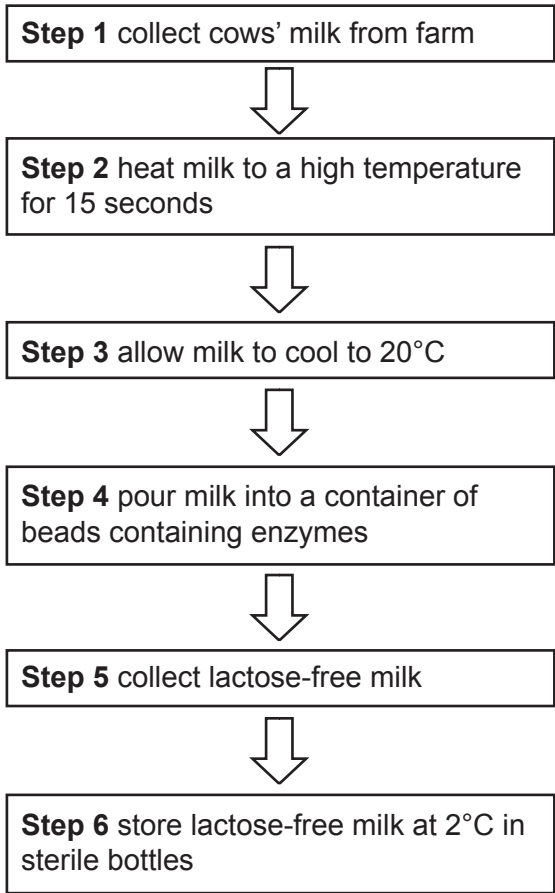 Step 1 collect cows’ milk from farm
Step 2 heat milk to a high temperature
for 15 seconds
Step 3 allow milk to cool to 20°C
Step 4 pour milk into a container of
beads containing enzymes
Step 5 collect lactose-free milk
Step 6 store lactose-free milk at 2°C in
sterile bottles